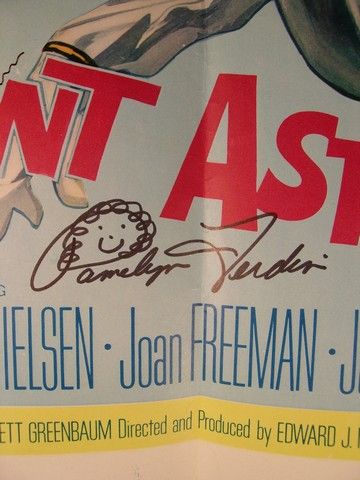 NT AST
Pamelyn Ferdin
G
IELSEN · Joan FREEMAN · J
ETT GREENBAUM Directed and Produced by EDWARD J.